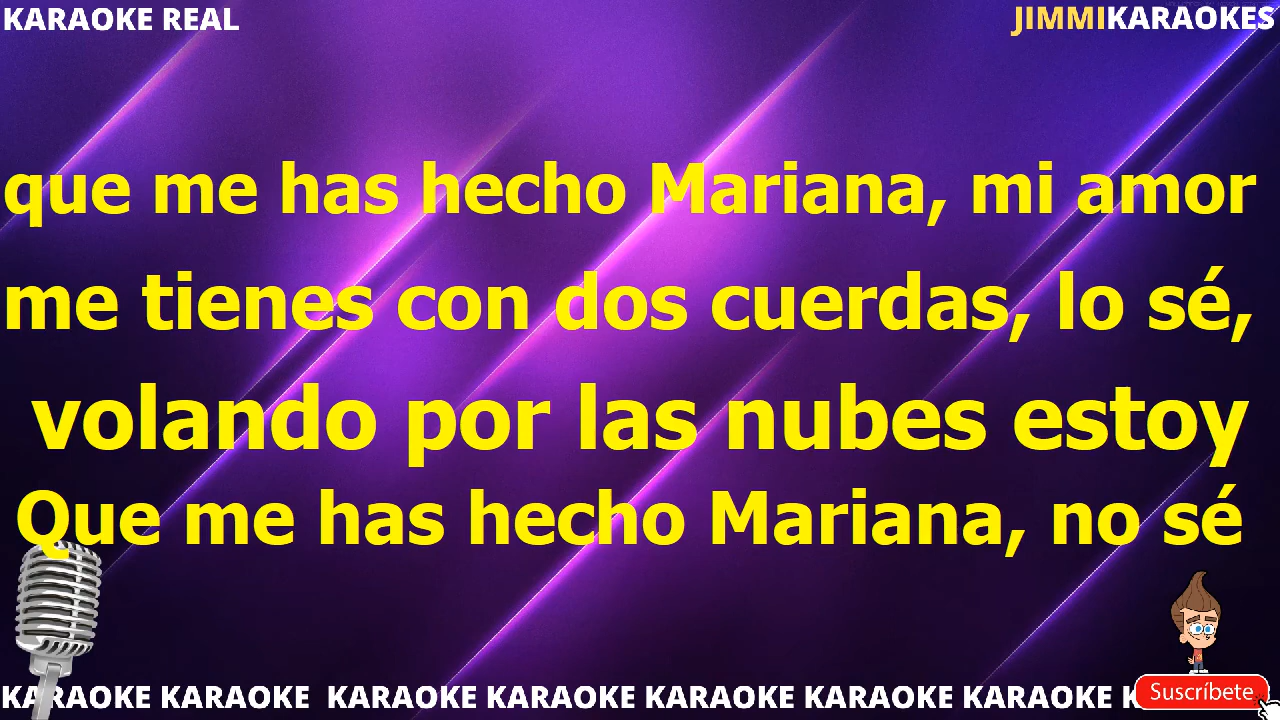 KARAOKE REAL
JIMMIKARAOKES
que me has hecho Mariana, mi amor
me tienes con dos cuerdas, lo sé,
volando por las nubes estoy
Que me has hecho Mariana, no sé
KARAOKE KARAOKE KARAOKE KARAOKE KARAOKE KARAOKE KARAOKE K
Suscríbete